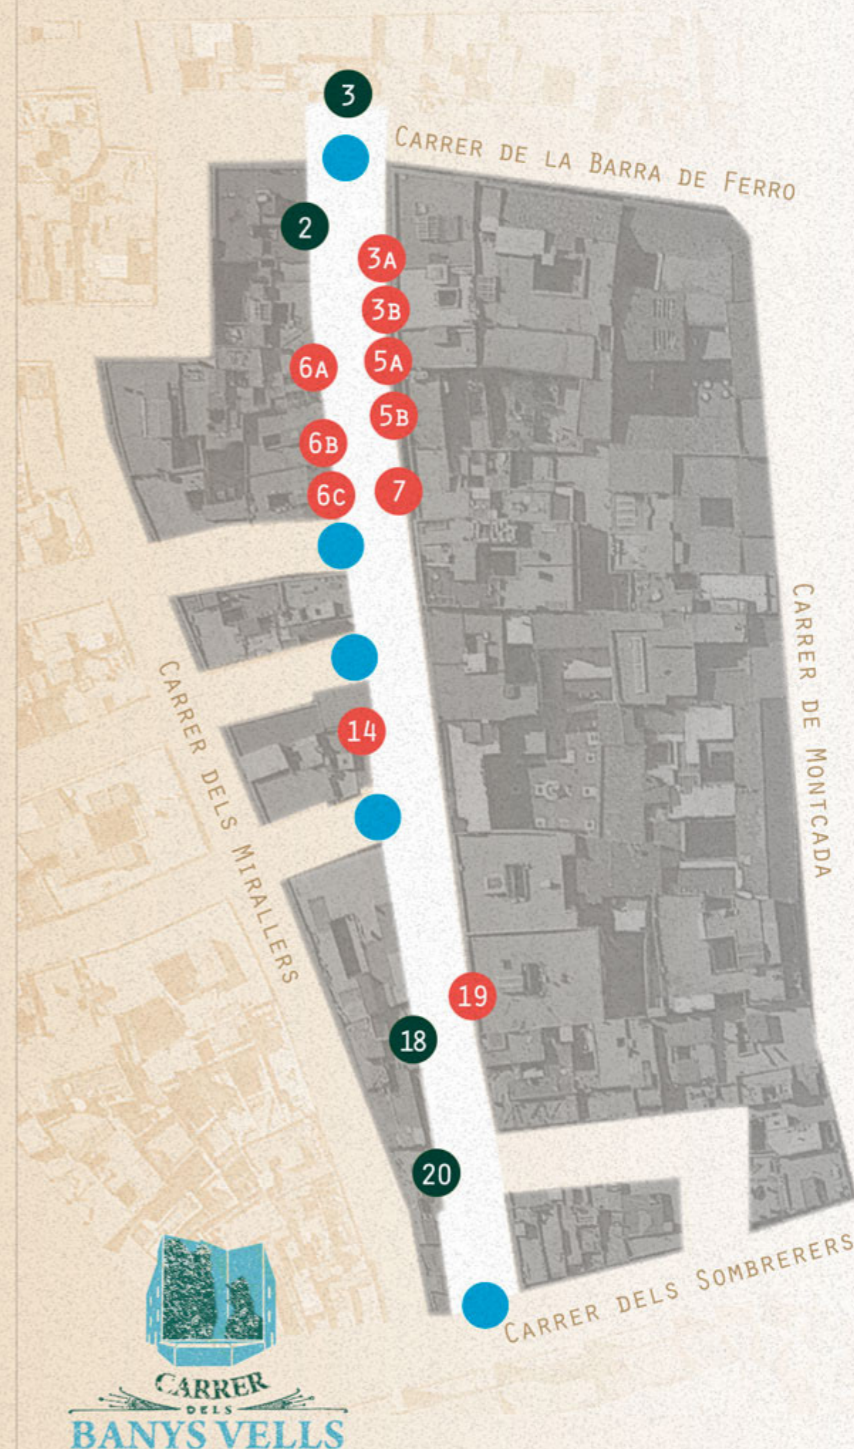 3
CARRER DE LA BARRA DE FERRO
2
3A
3B
6A
5A
5B
6B
6C
7
CARRER DE MONTCADA
CARRER DELS MIRALLERS
14
19
18
20
CARRER DELS SOMBRERERS
CARRER
DELS
BANYS VELLS